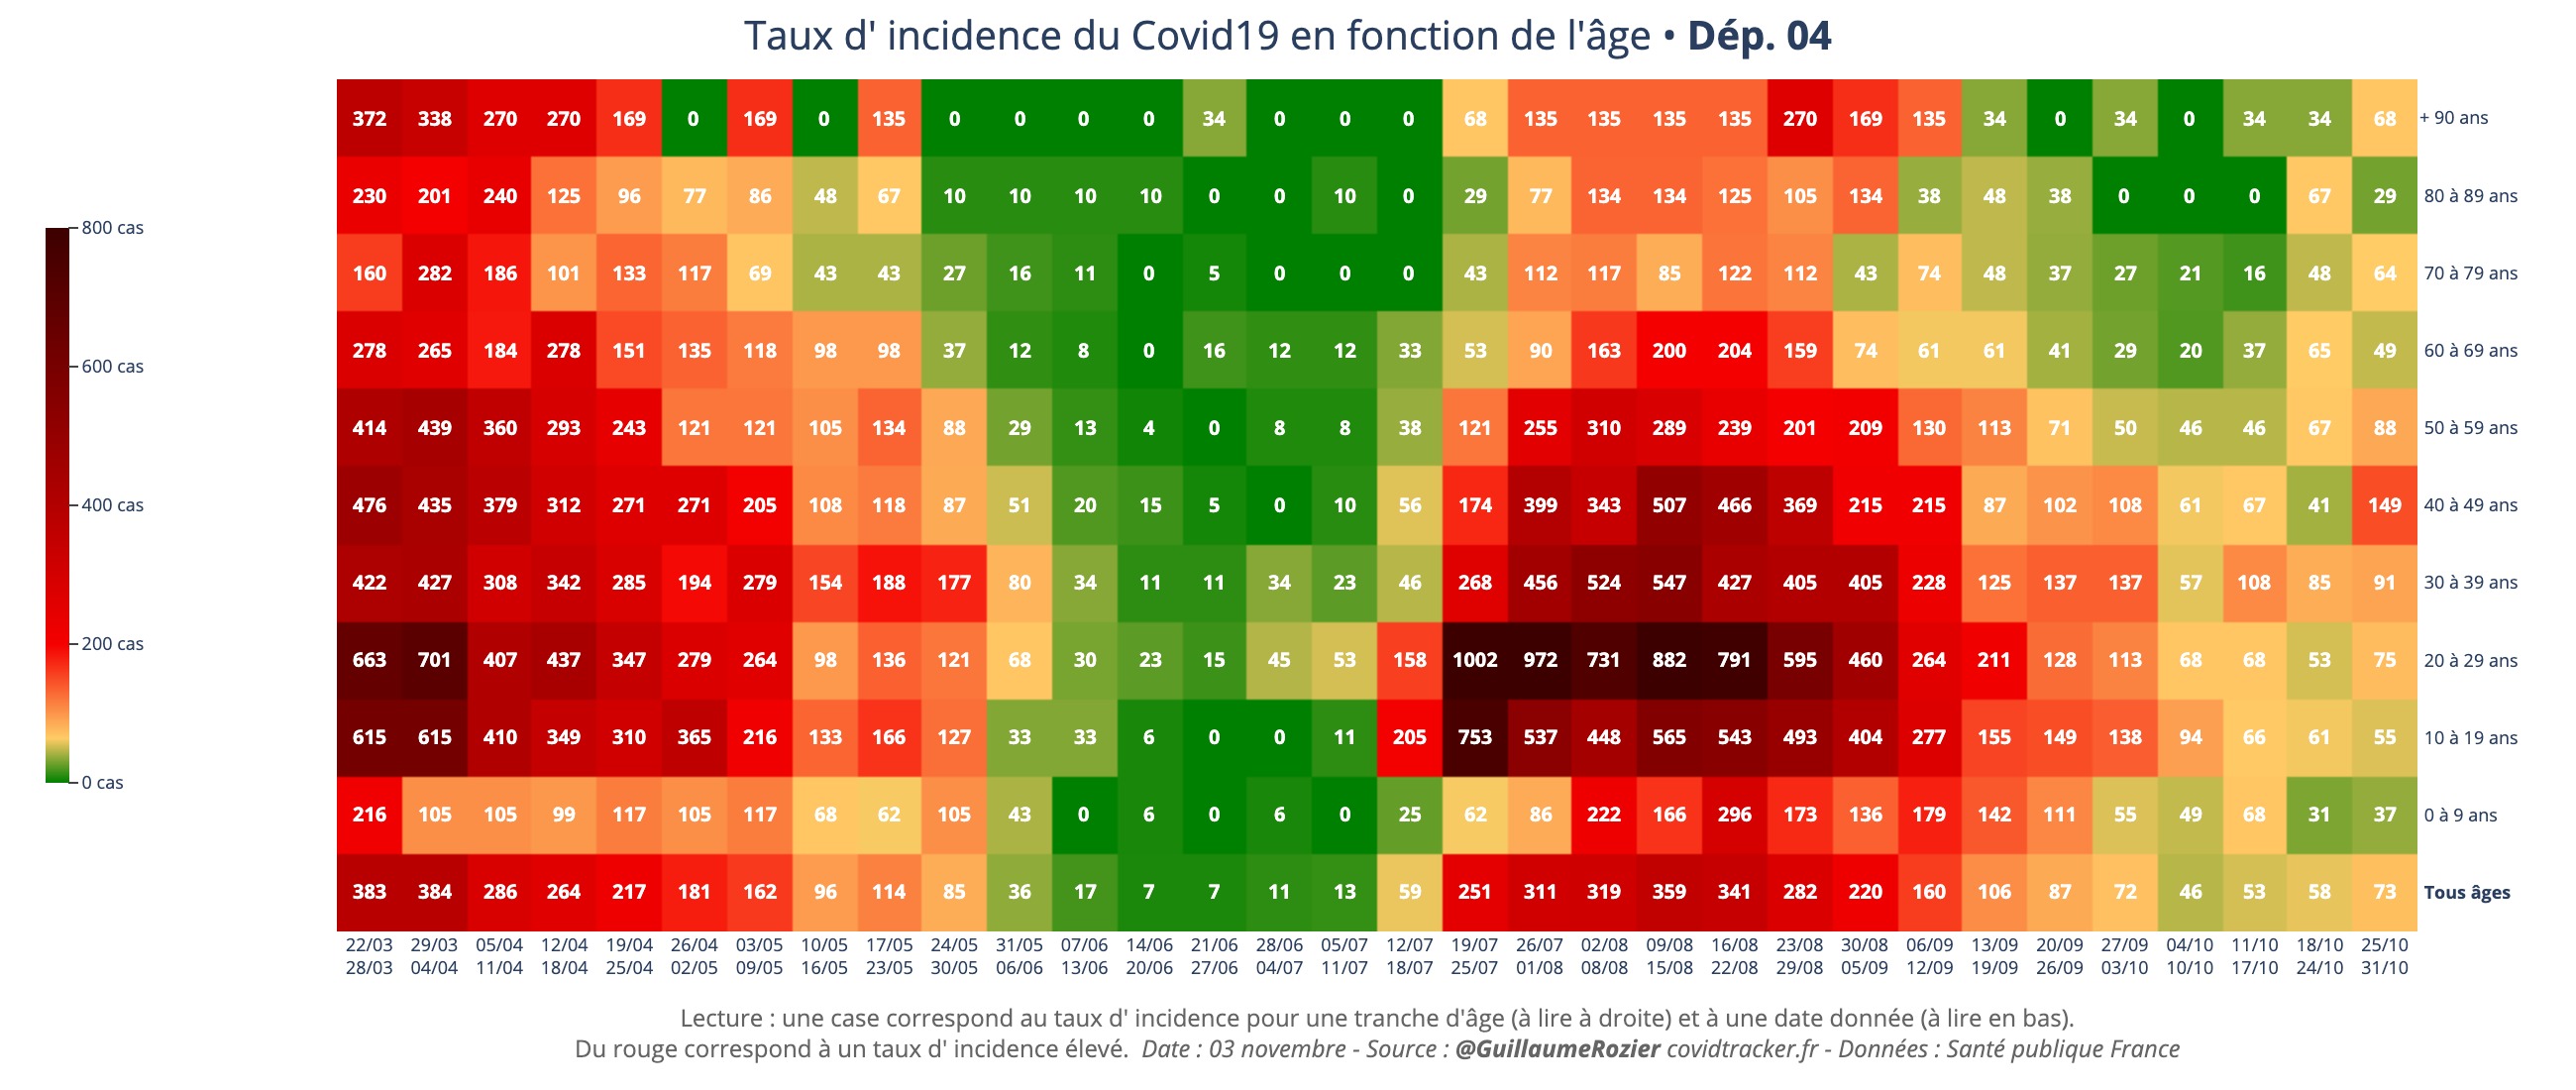 Taux d' incidence du Covid19 en fonction de l'âge • Dép. 04
800 cas
600 cas
400 cas
200 cas
0 cas
372 338 270 270 169 0 169 0 135 0 0 0 0 34 0 0 0 68 135 135 135 135 270 169 135 34 0 34 0 34 34 68 + 90 ans
230 201 240 125 96 77 86 48 67 10 10 10 10 0 0 10 0 29 77 134 134 125 105 134 38 48 38 0 0 0 67 29 80 à 89 ans
160 282 186 101 133 117 69 43 43 27 16 11 0 5 0 0 0 43 112 117 85 122 112 43 74 48 37 27 21 16 48 64 70 à 79 ans
278 265 184 278 151 135 118 98 98 37 12 8 0 16 12 12 33 53 90 163 200 204 159 74 61 61 41 29 20 37 65 49 60 à 69 ans
414 439 360 293 243 121 121 105 134 88 29 13 4 0 8 8 38 121 255 310 289 239 201 209 130 113 71 50 46 46 67 88 50 à 59 ans
476 435 379 312 271 271 205 108 118 87 51 20 15 5 0 10 56 174 399 343 507 466 369 215 215 87 102 108 61 67 41 149 40 à 49 ans
422 427 308 342 285 194 279 154 188 177 80 34 11 11 34 23 46 268 456 524 547 427 405 405 228 125 137 137 57 108 85 91 30 à 39 ans
663 701 407 437 347 279 264 98 136 121 68 30 23 15 45 53 158 1002 972 731 882 791 595 460 264 211 128 113 68 68 53 75 20 à 29 ans
615 615 410 349 310 365 216 133 166 127 33 33 6 0 0 11 205 753 537 448 565 543 493 404 277 155 149 138 94 66 61 55 10 à 19 ans
216 105 105 99 117 105 117 68 62 105 43 0 6 0 6 0 25 62 86 222 166 296 173 136 179 142 111 55 49 68 31 37 0 à 9 ans
383 384 286 264 217 181 162 96 114 85 36 17 7 7 11 13 59 251 311 319 359 341 282 220 160 106 87 72 46 53 58 73 Tous âges
22/03 29/03 05/04 12/04 19/04 26/04 03/05 10/05 17/05 24/05 31/05 07/06 14/06 21/06 28/06 05/07 12/07 19/07 26/07 02/08 09/08 16/08 23/08 30/08 06/09 13/09 20/09 27/09 04/10 11/10 18/10 25/10
28/03 04/04 11/04 18/04 25/04 02/05 09/05 16/05 23/05 30/05 06/06 13/06 20/06 27/06 04/07 11/07 18/07 25/07 01/08 08/08 15/08 22/08 29/08 05/09 12/09 19/09 26/09 03/10 10/10 17/10 24/10 31/10
Lecture : une case correspond au taux d' incidence pour une tranche d'âge (à lire à droite) et à une date donnée (à lire en bas).
Du rouge correspond à un taux d' incidence élevé. Date : 03 novembre - Source : @GuillaumeRozier covidtracker.fr - Données : Santé publique France